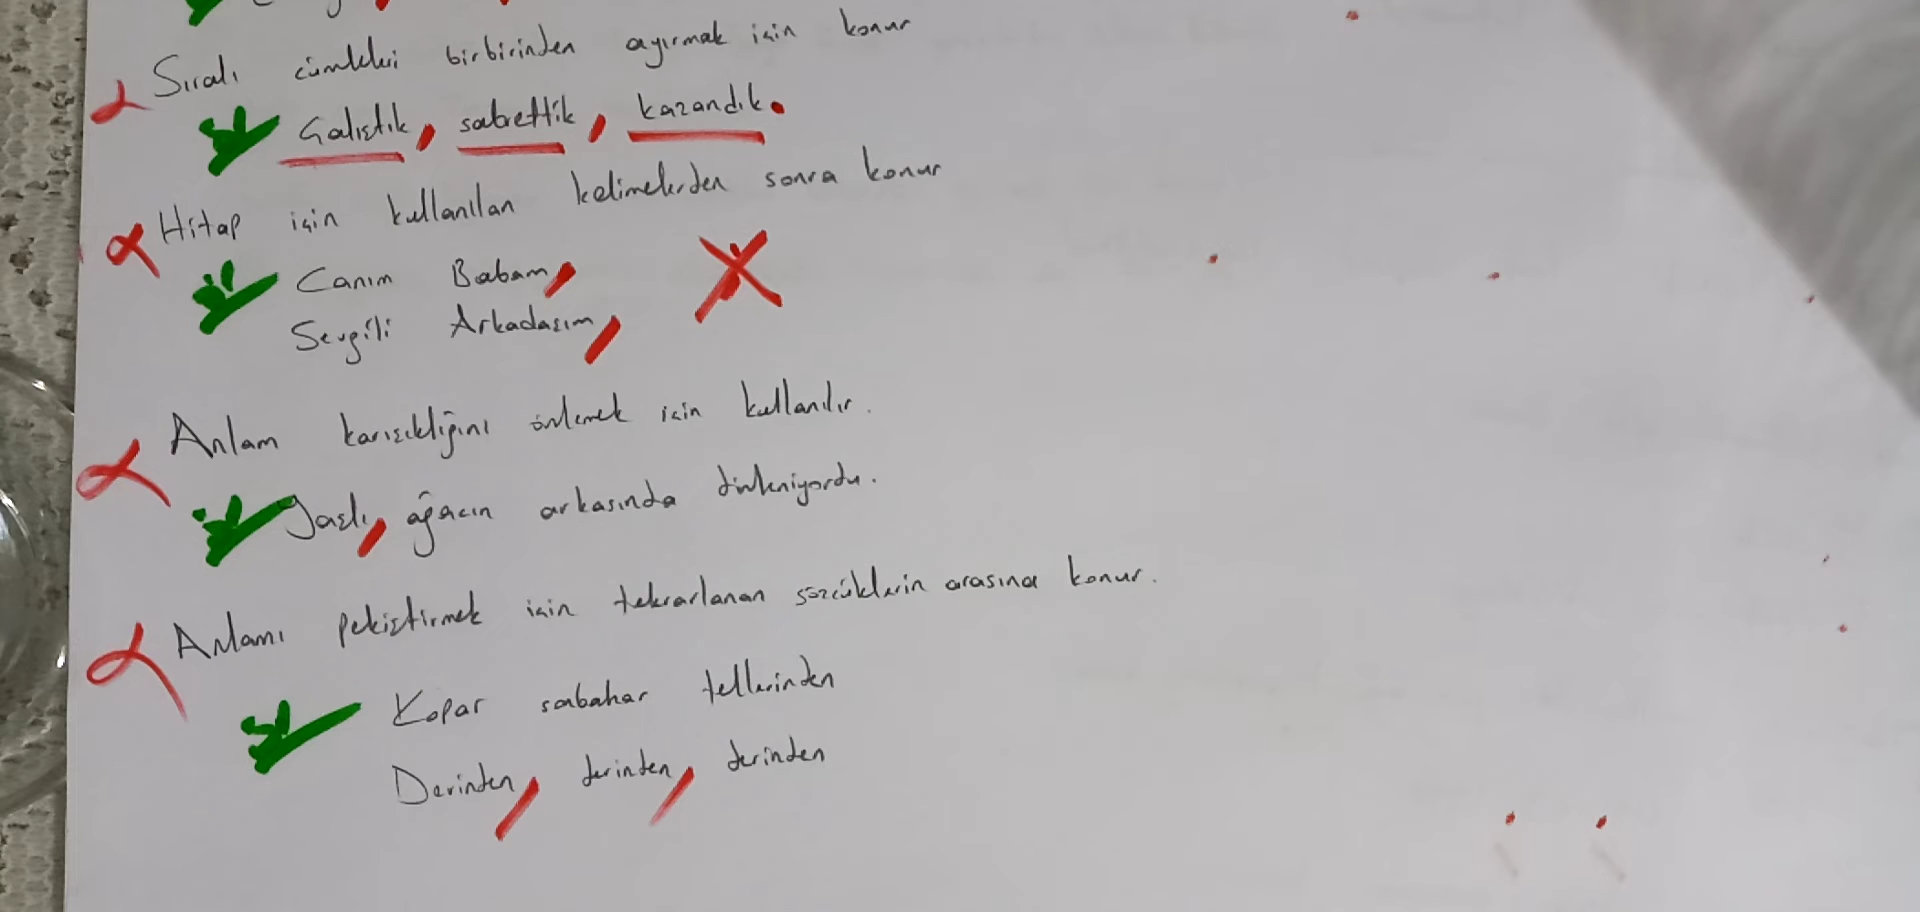 Sıralı cümleleri birbirinden ayırmak için konur
Çalıştık, sabrettik, kazandık.
Hitap için kullanılan kelimelerden sonra konur
Canım Babam,
Sevgili Arkadaşım,
Anlam karışıklığını önlemek için kullanılır.
Yaşlı, ağacın arkasında dinleniyordu.
Anlamı pekiştirmek için tekrarlanan sözcüklerin arasına konur.
Kopar sabahar tellerinden
Derinden, derinden, derinden